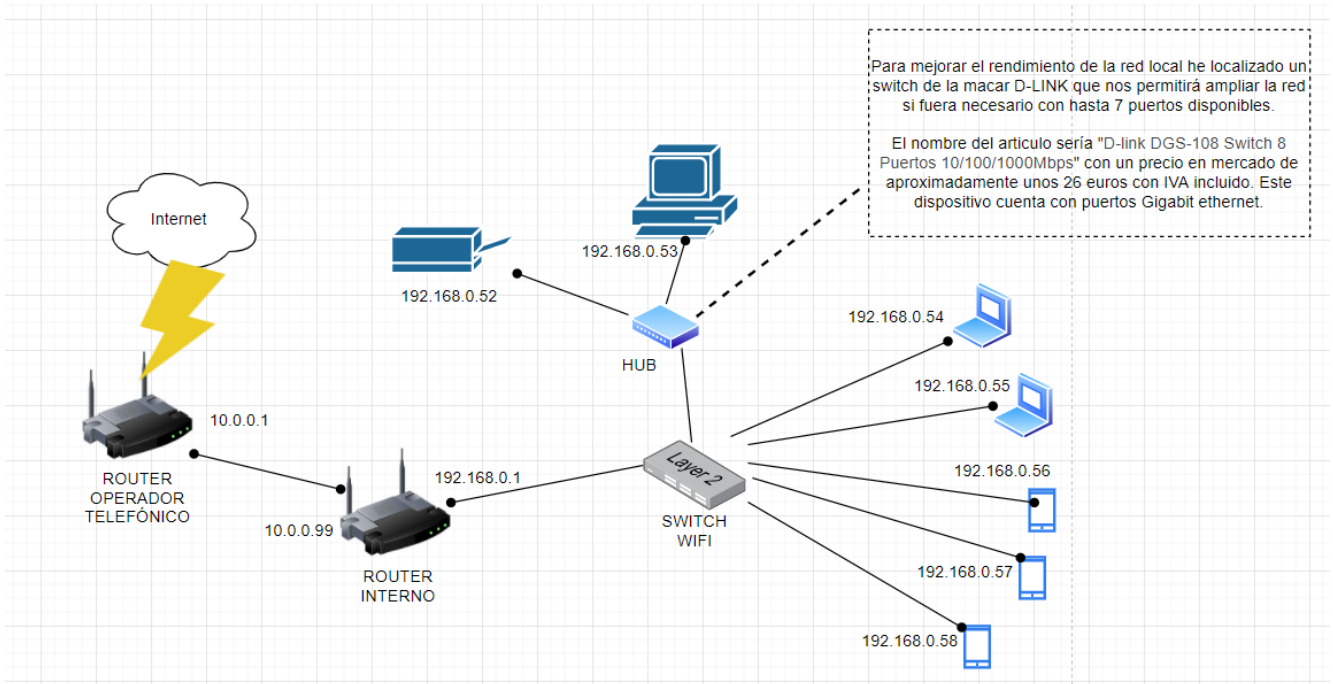 Para mejorar el rendimiento de la red local he localizado un
switch de la macar D-LINK que nos permitirá ampliar la red
si fuera necesario con hasta 7 puertos disponibles.
El nombre del articulo sería "D-link DGS-108 Switch 8
Puertos 10/100/1000Mbps" con un precio en mercado de
aproximadamente unos 26 euros con IVA incluido. Este
dispositivo cuenta con puertos Gigabit ethernet.
Internet
192.168.0.53
192.168.0.52
192.168.0.54
HUB
192.168.0.55
10.0.0.1
Layer 2
192.168.0.56
192.168.0.1
ROUTER
OPERADOR
TELEFÓNICO
SWITCH
WIFI
10.0.0.99
192.168.0.57
ROUTER
INTERNO
192.168.0.58